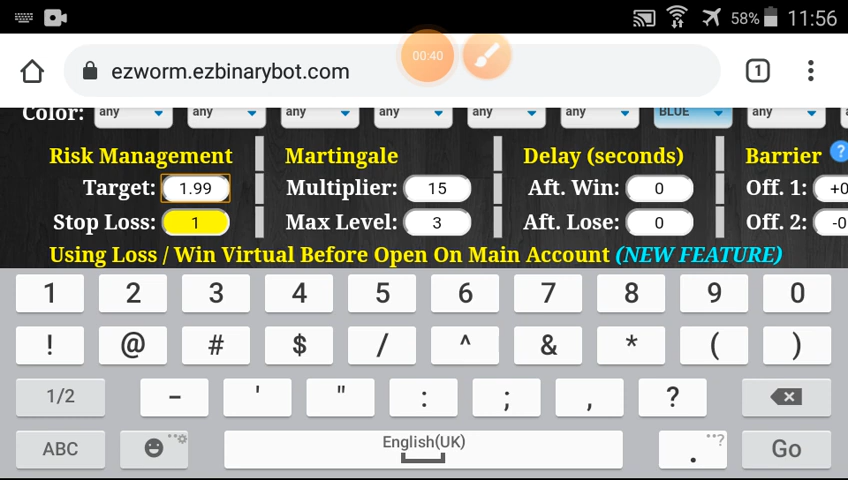 58% 11:56
00:40
ezworm.ezbinarybot.com 1
Color: any any any any any any BLUE any
Risk Management Martingale Delay (seconds) Barrier ?
Target: 1.99 Multiplier: 15 Aft. Win: 0 Off. 1: +0
Stop Loss: 1 Max Level: 3 Aft. Lose: 0 Off. 2: -0
Using Loss / Win Virtual Before Open On Main Account (NEW FEATURE)
1 2 3 4 5 6 7 8 9 0
! @ # $ / ^ & * ( )
1/2 - ' " : ; , ?
ABC English(UK) . ,? Go